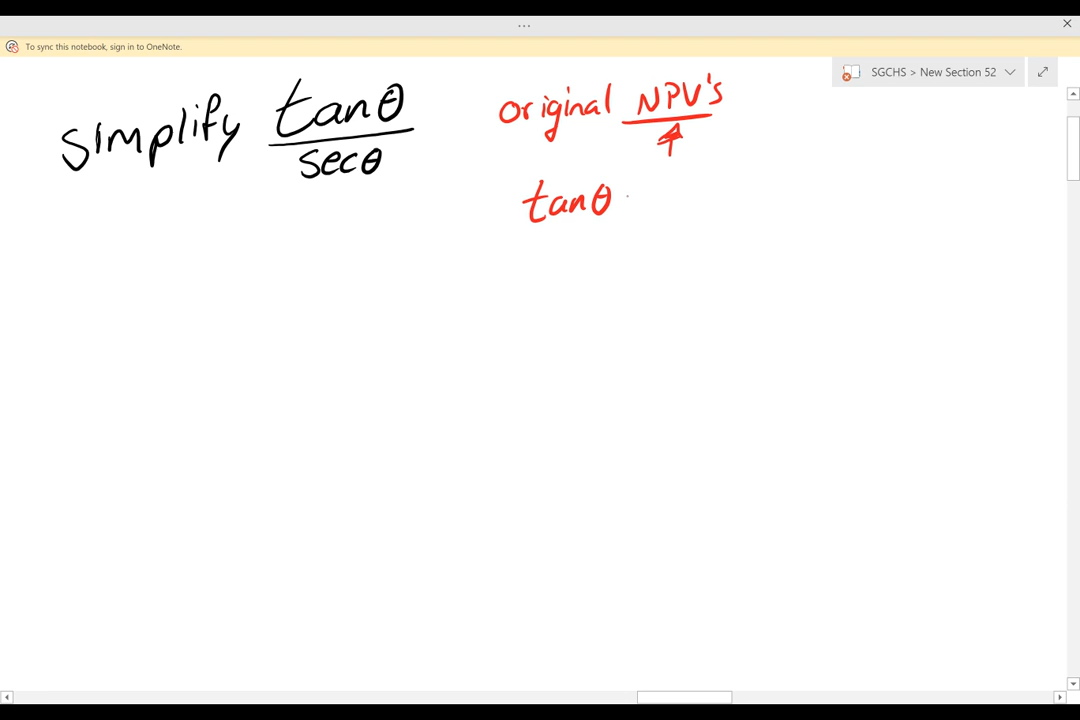 ...
To sync this notebook, sign in to OneNote.
SGCHS > New Section 52
simplify tanθ
secθ
original NPV's
tanθ